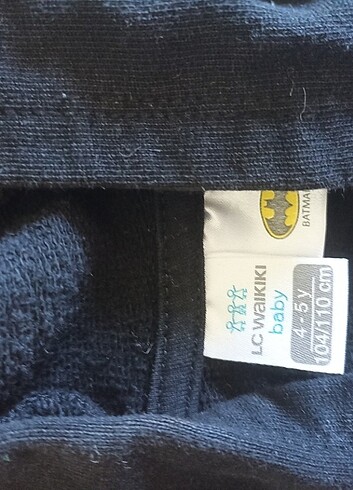 BATMA
LC WAIKIKI
baby
4 - 5 y
104/110 cm